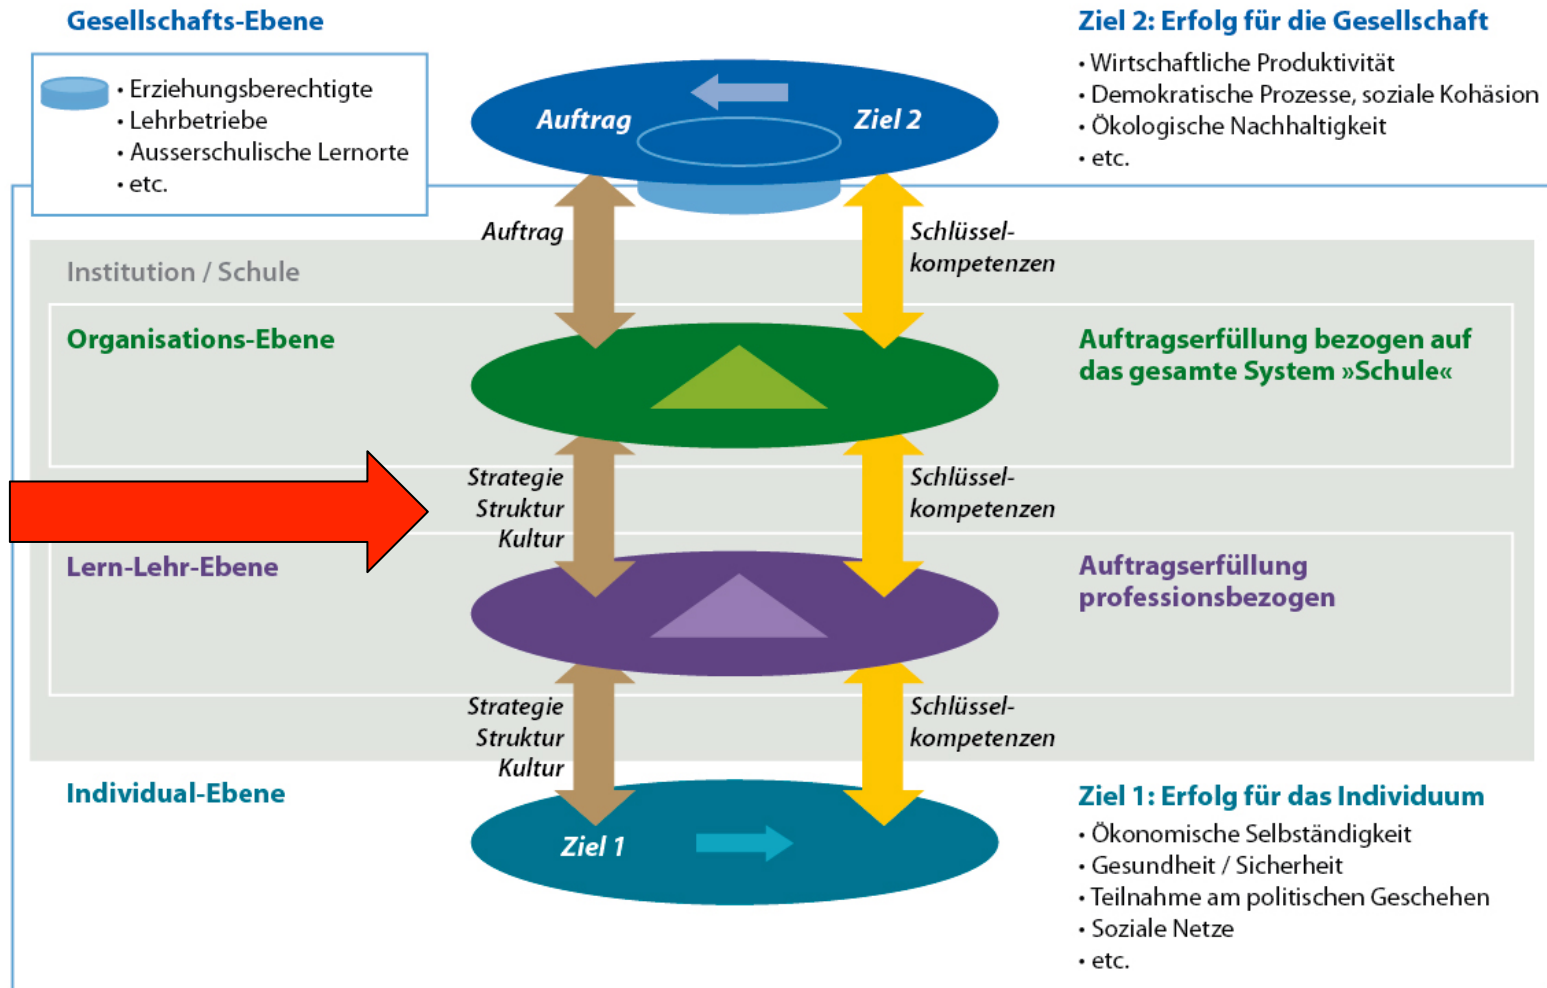 Gesellschafts-Ebene
• Erziehungsberechtigte
• Lehrbetriebe
• Ausserschulische Lernorte
• etc.
Auftrag
Ziel 2
Ziel 2: Erfolg für die Gesellschaft
• Wirtschaftliche Produktivität
• Demokratische Prozesse, soziale Kohäsion
• Ökologische Nachhaltigkeit
• etc.
Auftrag
Schlüssel-
kompetenzen
Institution / Schule
Organisations-Ebene
Auftragserfüllung bezogen auf
das gesamte System »Schule«
Strategie
Struktur
Kultur
Schlüssel-
kompetenzen
Lern-Lehr-Ebene
Auftragserfüllung
professionsbezogen
Strategie
Struktur
Kultur
Schlüssel-
kompetenzen
Individual-Ebene
Ziel 1
Ziel 1: Erfolg für das Individuum
• Ökonomische Selbständigkeit
• Gesundheit / Sicherheit
• Teilnahme am politischen Geschehen
• Soziale Netze
• etc.